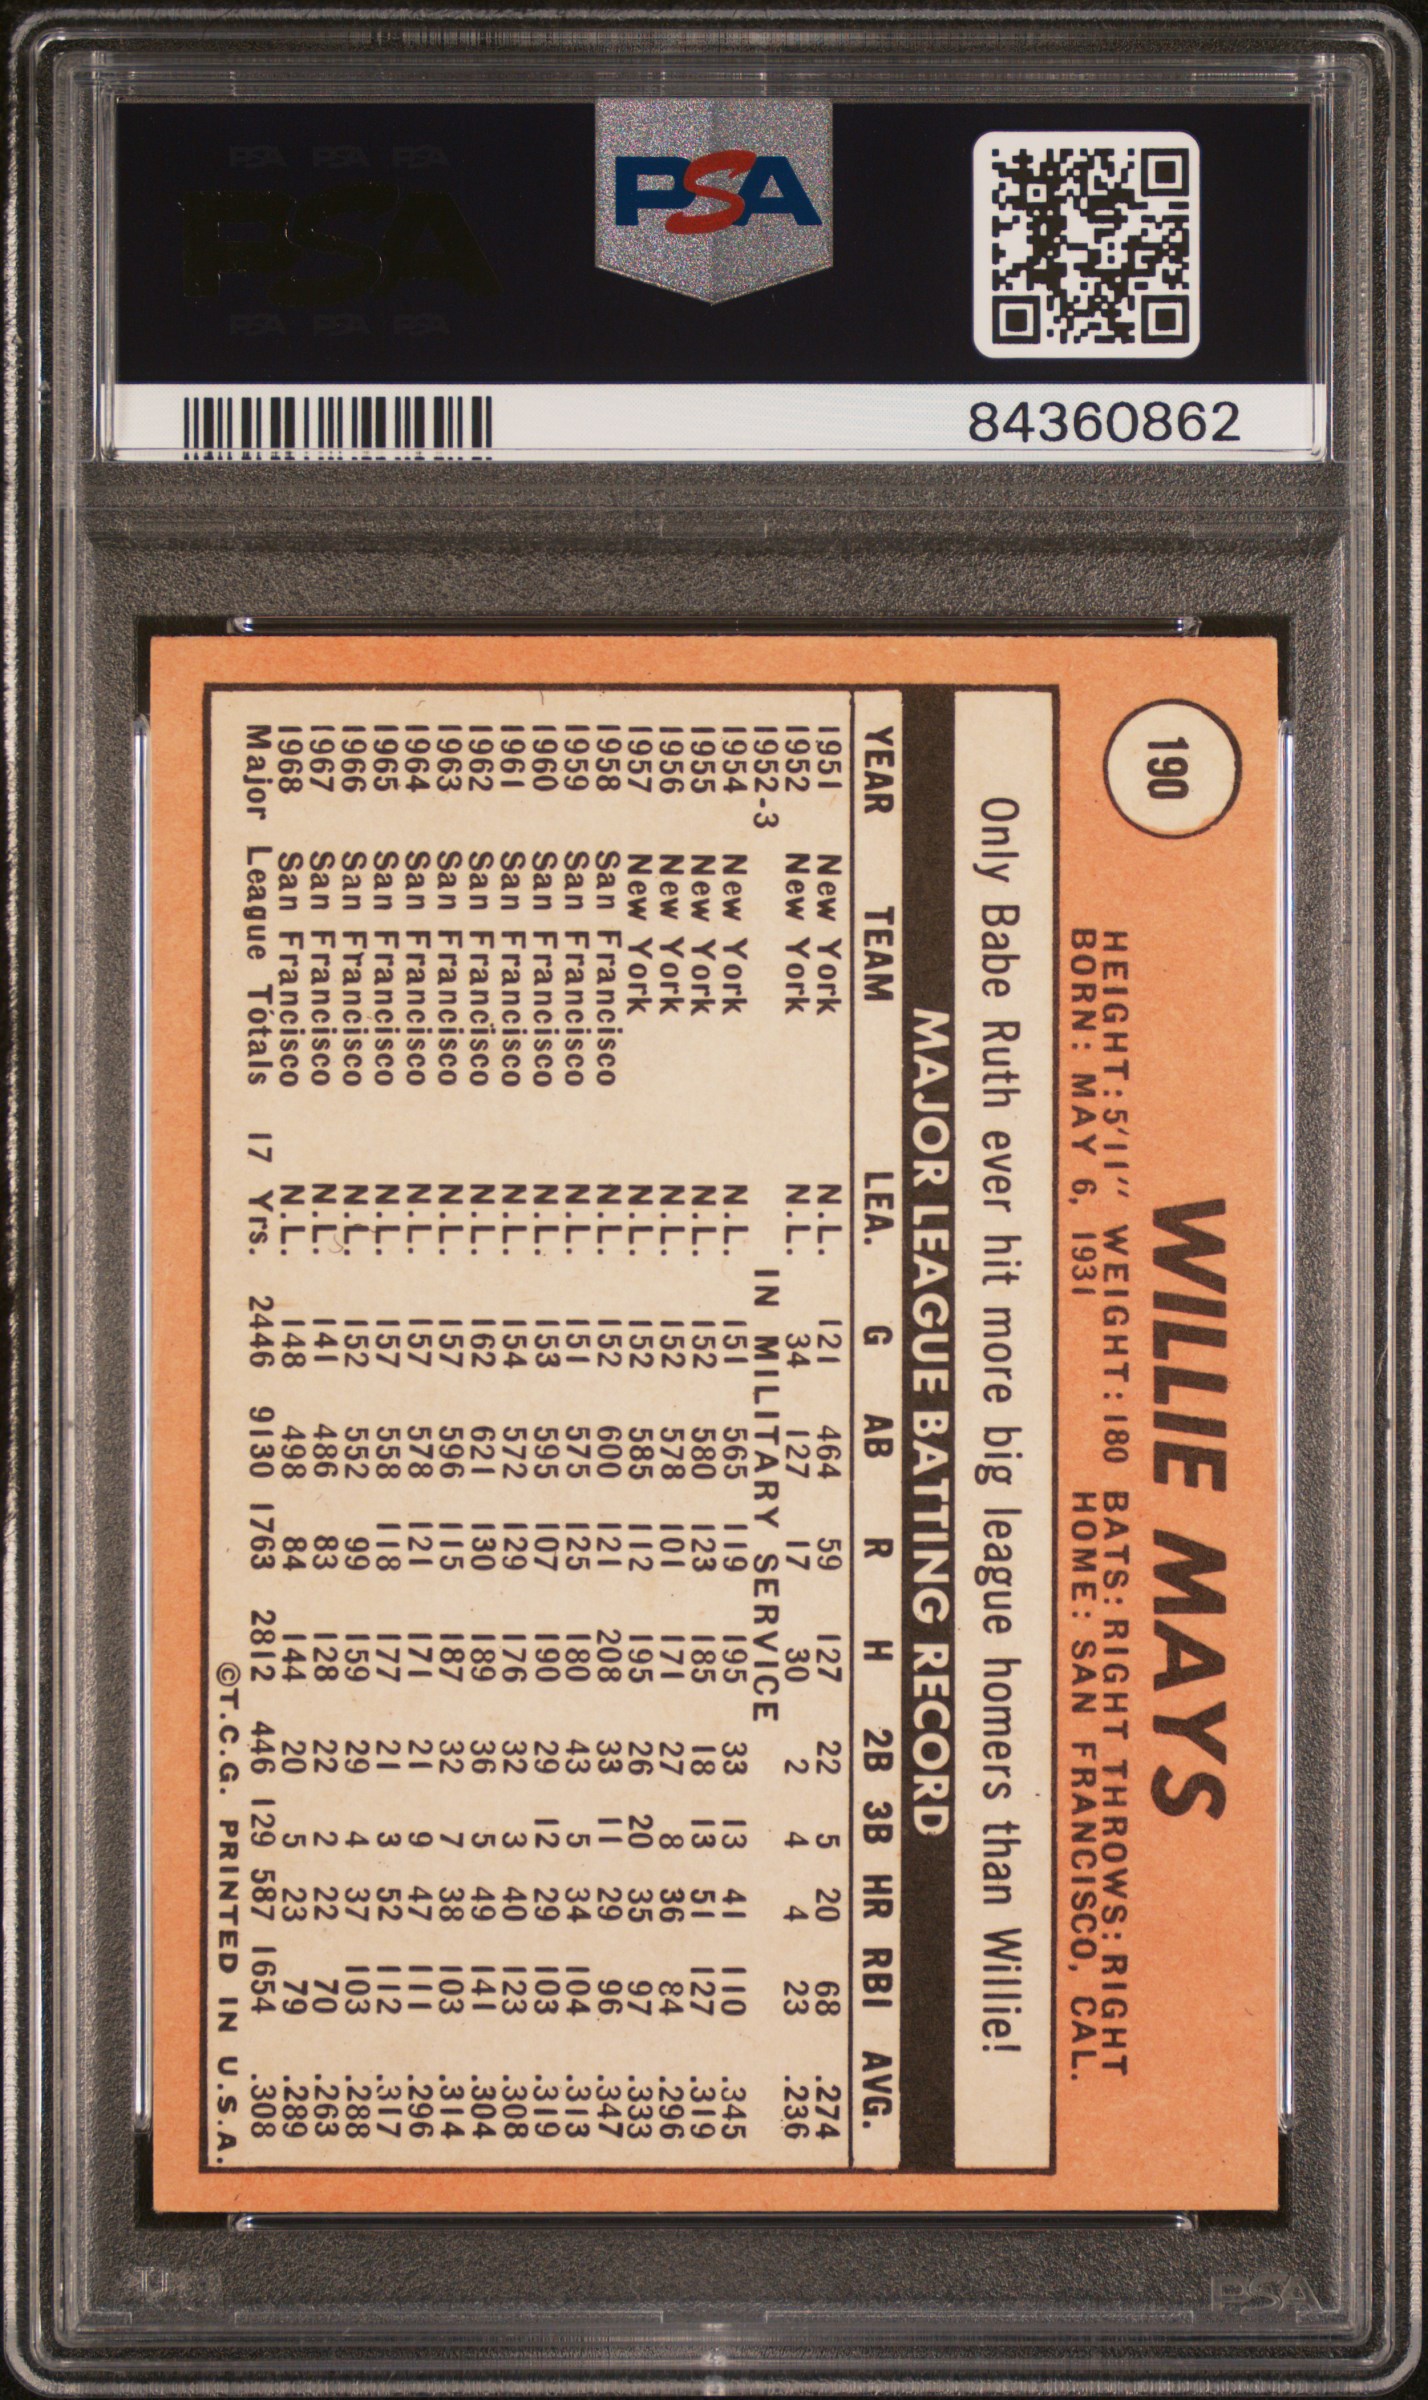 PSA PSA PSA
PSA
PSA PSA PSA
PSA
84360862
190
WILLIE MAYS
HEIGHT: 5'11" WEIGHT: 180 BATS: RIGHT THROWS: RIGHT
BORN: MAY 6, 1931 HOME: SAN FRANCISCO, CAL.
Only Babe Ruth ever hit more big league homers than Willie!
MAJOR LEAGUE BATTING RECORD
YEAR TEAM LEA. G AB R H 2B 3B HR RBI AVG.
1951 New York N.L. 121 464 59 127 22 5 20 68 .274
1952 New York N.L. 34 127 17 30 2 4 4 23 .236
1952-3 IN MILITARY SERVICE
1954 New York N.L. 151 565 119 195 33 13 41 110 .345
1955 New York N.L. 152 580 123 185 18 13 51 127 .319
1956 New York N.L. 152 578 101 171 27 8 36 84 .296
1957 New York N.L. 152 585 112 195 26 20 35 97 .333
1958 San Francisco N.L. 152 600 121 208 33 11 29 96 .347
1959 San Francisco N.L. 151 575 125 180 43 5 34 104 .313
1960 San Francisco N.L. 153 595 107 190 29 12 29 103 .319
1961 San Francisco N.L. 154 572 129 176 32 3 40 123 .308
1962 San Francisco N.L. 162 621 130 189 36 5 49 141 .304
1963 San Francisco N.L. 157 596 115 187 32 7 38 103 .314
1964 San Francisco N.L. 157 578 121 171 21 9 47 111 .296
1965 San Francisco N.L. 157 558 118 177 21 3 52 112 .317
1966 San Francisco N.L. 152 552 99 159 29 4 37 103 .288
1967 San Francisco N.L. 141 486 83 128 22 2 22 70 .263
1968 San Francisco N.L. 148 498 84 144 20 5 23 79 .289
Major League Totals 17 Yrs. 2446 9130 1763 2812 446 129 587 1654 .308
©T.C.G. PRINTED IN U.S.A.
PSA